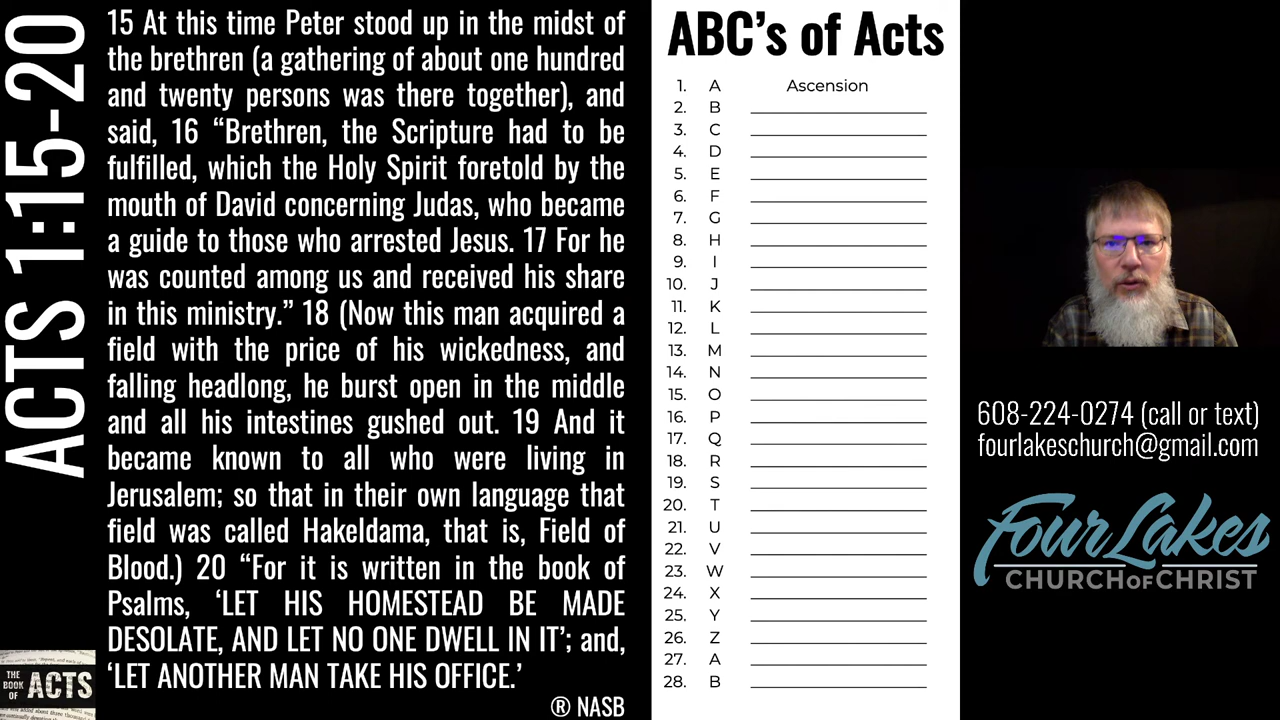 ACTS 1:15-20
15 At this time Peter stood up in the midst of
the brethren (a gathering of about one hundred
and twenty persons was there together), and
said, 16 “Brethren, the Scripture had to be
fulfilled, which the Holy Spirit foretold by the
mouth of David concerning Judas, who became
a guide to those who arrested Jesus. 17 For he
was counted among us and received his share
in this ministry.” 18 (Now this man acquired a
field with the price of his wickedness, and
falling headlong, he burst open in the middle
and all his intestines gushed out. 19 And it
became known to all who were living in
Jerusalem; so that in their own language that
field was called Hakeldama, that is, Field of
Blood.) 20 “For it is written in the book of
Psalms, ‘LET HIS HOMESTEAD BE MADE
DESOLATE, AND LET NO ONE DWELL IN IT’; and,
‘LET ANOTHER MAN TAKE HIS OFFICE.’
® NASB
THE
BOOK
OF
ACTS
ABC’s of Acts
1. A Ascension
2. B
3. C
4. D
5. E
6. F
7. G
8. H
9. I
10. J
11. K
12. L
13. M
14. N
15. O
16. P
17. Q
18. R
19. S
20. T
21. U
22. V
23. W
24. X
25. Y
26. Z
27. A
28. B
608-224-0274 (call or text)
fourlakeschurch@gmail.com
Four Lakes
CHURCH OF CHRIST